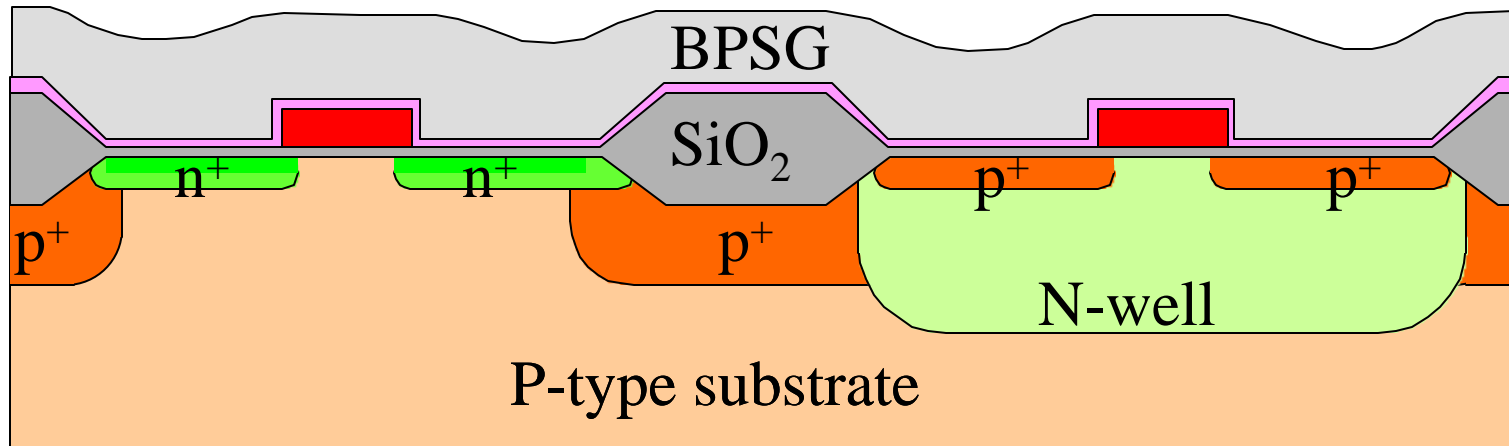 BPSG
SiO₂
n⁺
n⁺
p⁺
p⁺
p⁺
p⁺
N-well
P-type substrate